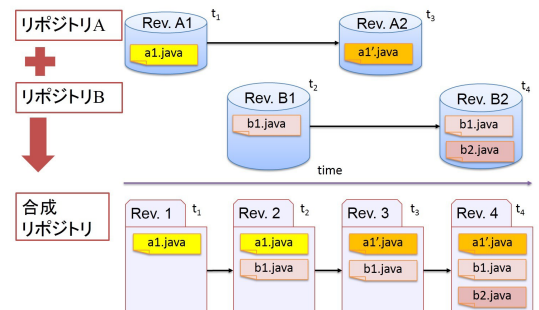 リポジトリA
Rev. A1
t1
a1.java
Rev. A2
t3
a1’.java
リポジトリB
Rev. B1
t2
b1.java
Rev. B2
t4
b1.java
b2.java
time
合成
リポジトリ
Rev. 1
t1
a1.java
Rev. 2
t2
a1.java
b1.java
Rev. 3
t3
a1’.java
b1.java
Rev. 4
t4
a1’.java
b1.java
b2.java